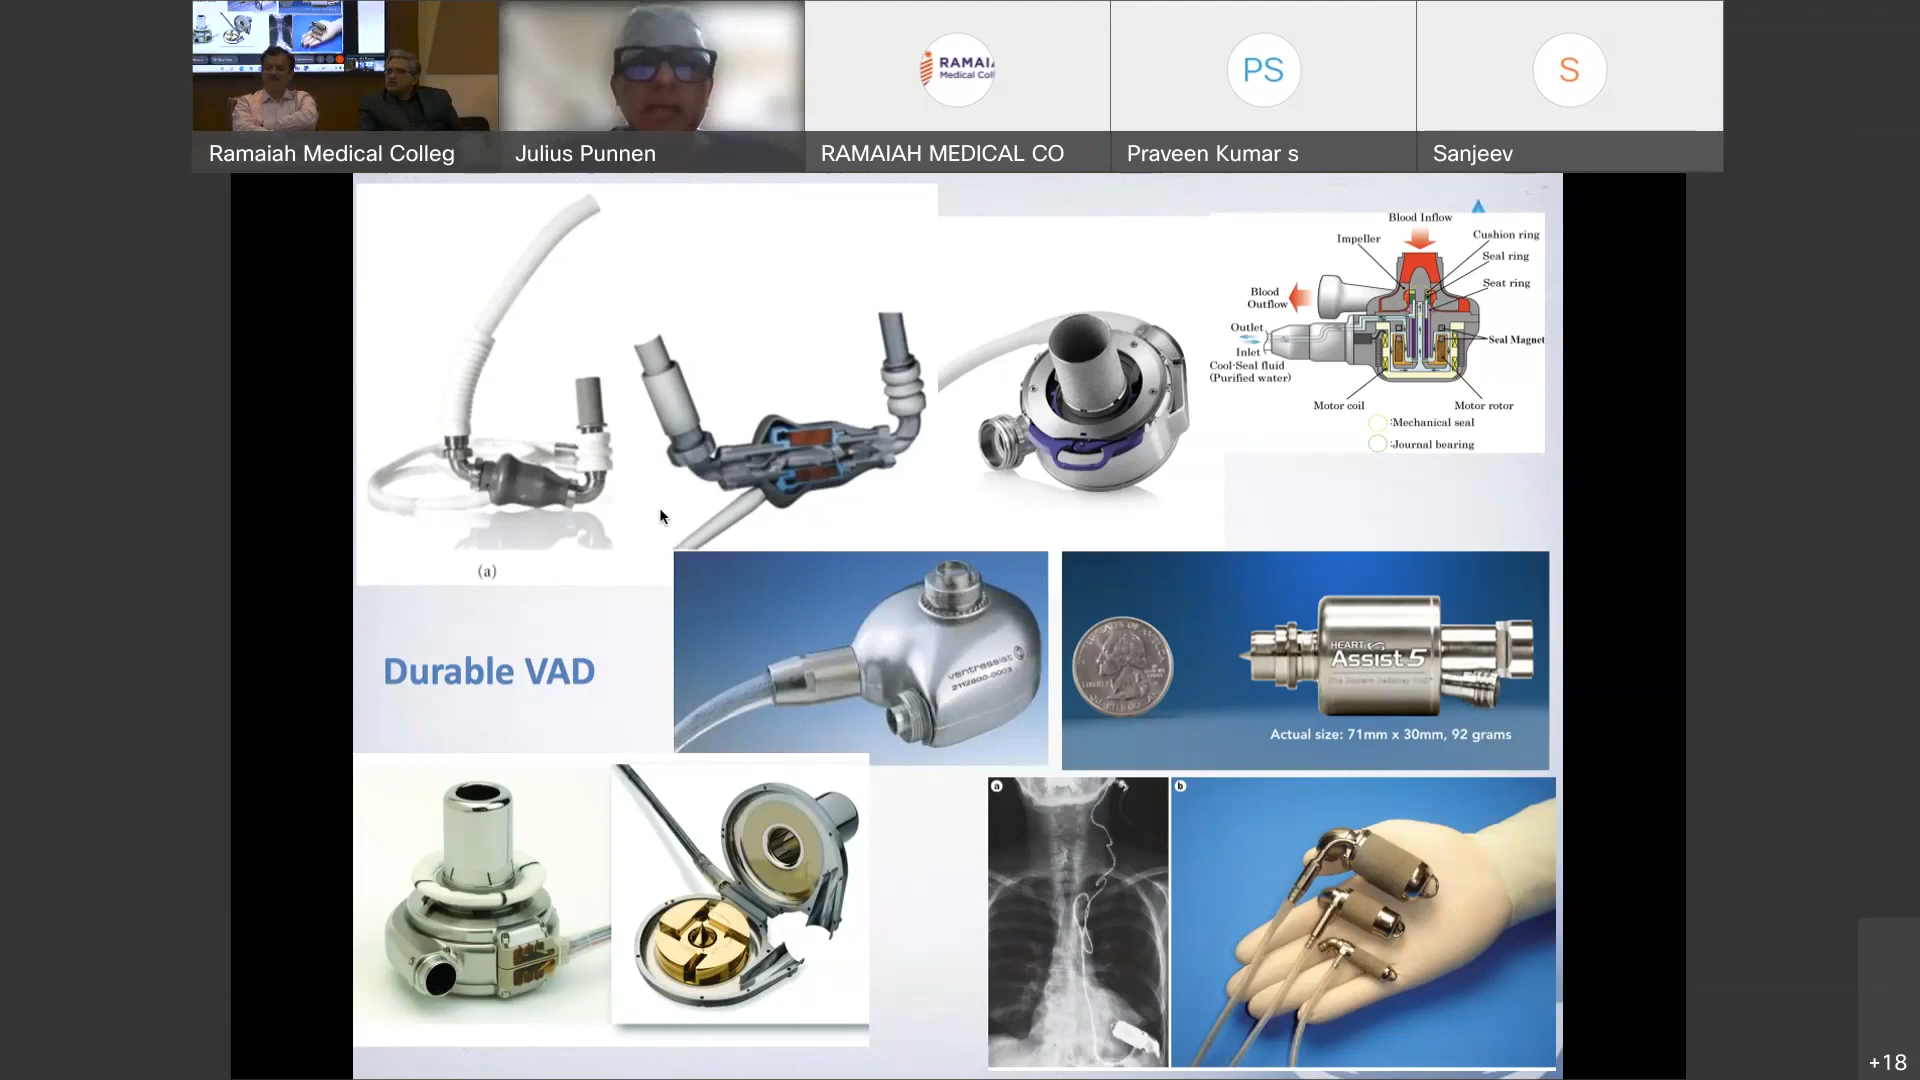 RAMAIA
Medical Coll
PS
S
Ramaiah Medical Colleg
Julius Punnen
RAMAIAH MEDICAL CO
Praveen Kumar s
Sanjeev
(a)
Blood Inflow
Impeller
Cushion ring
Seal ring
Seat ring
Blood
Outflow
Outlet
Inlet
Cool-Seal fluid
(Purified water)
Seal Magnet
Motor coil
Motor rotor
:Mechanical seal
:Journal bearing
Durable VAD
ventrassist
2112800-0003
HEART
Assist 5
Actual size: 71mm x 30mm, 92 grams
a
b
+18